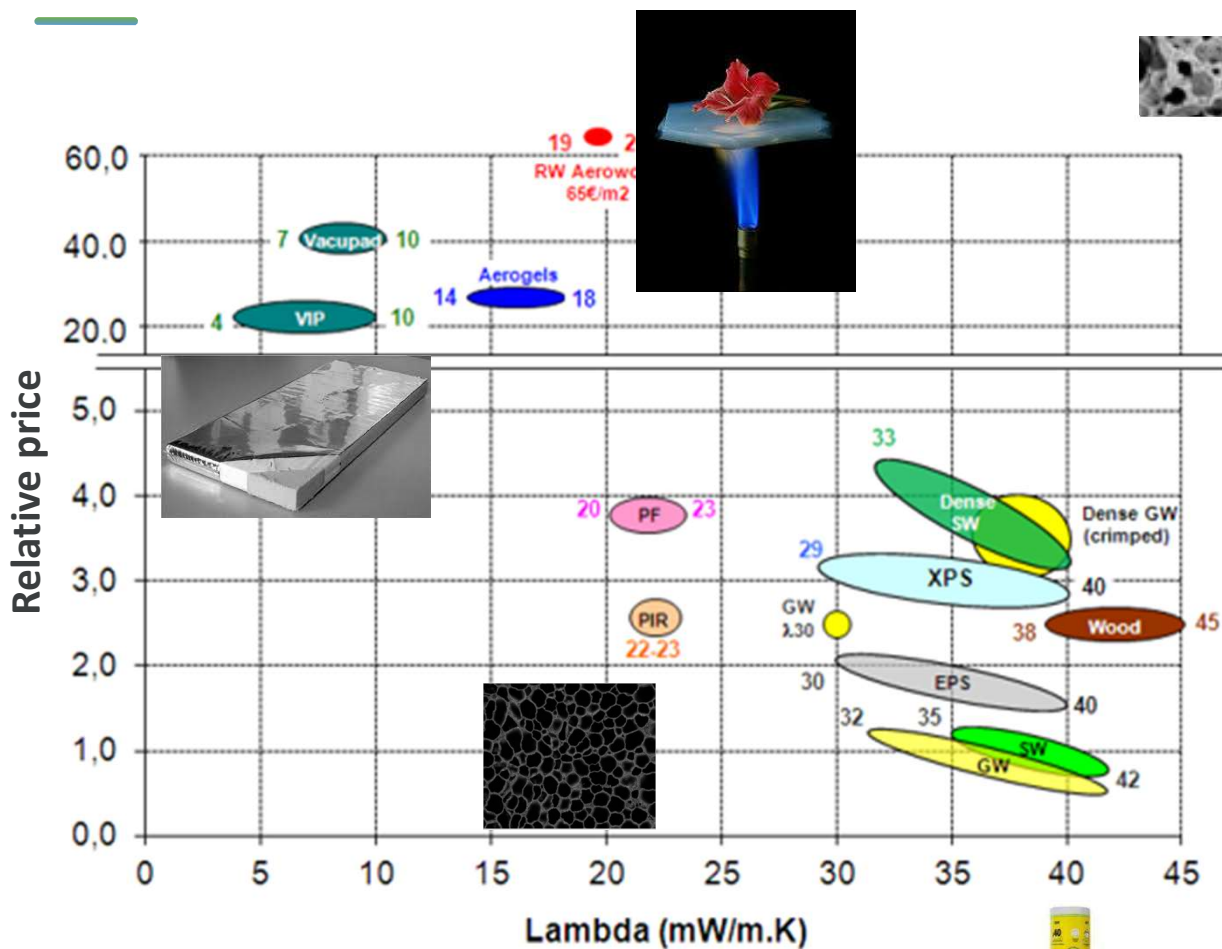 60,0
19
RW
65€/m2
7 Vacupad 10
40.0
Aerogels
14 18
4 VIP 10
20.0
Relative price
5,0
33
4,0
20 PF 23
Dense
SW
Dense GW
(crimped)
29
3,0
XPS
40
GW
λ30
PIR
22-23
38 Wood 45
2,0
30 EPS 40
32 35
1,0
SW
GW
42
0,0
0 5 10 15 20 25 30 35 40 45
Lambda (mW/m.K)